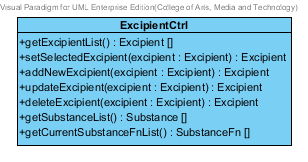 Visual Paradigm for UML Enterprise Edition(College of Arts, Media and Technology)
ExcipientCtrl
+getExcipientList() : Excipient []
+setSelectedExcipient(excipient : Excipient) : Excipient
+addNewExcipient(excipient : Excipient) : Excipient
+updateExcipient(excipient : Excipient) : Excipient
+deleteExcipient(excipient : Excipient) : Excipient
+getSubstanceList() : Substance []
+getCurrentSubstanceFnList() : SubstanceFn []